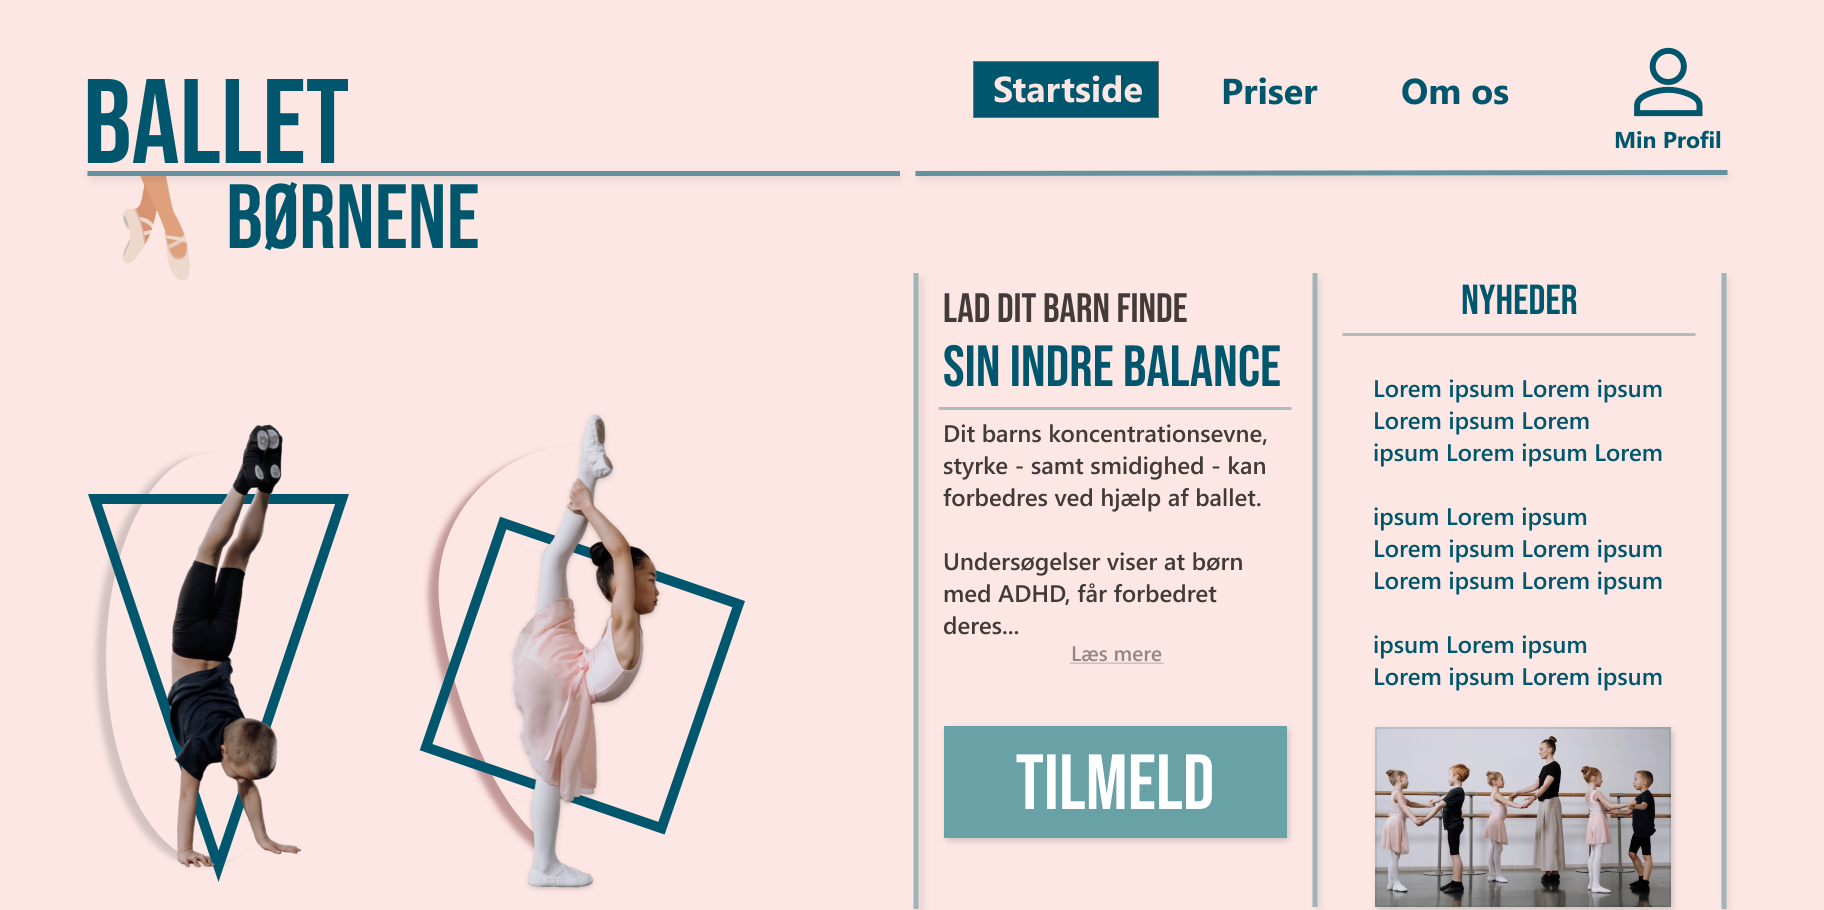 BALLET
BØRNENE
Startside
Priser
Om os
Min Profil
LAD DIT BARN FINDE
SIN INDRE BALANCE
Dit barns koncentrationsevne,
styrke - samt smidighed - kan
forbedres ved hjælp af ballet.
Undersøgelser viser at børn
med ADHD, får forbedret
deres...
Læs mere
TILMELD
NYHEDER
Lorem ipsum Lorem ipsum
Lorem ipsum Lorem
ipsum Lorem ipsum Lorem
ipsum Lorem ipsum
Lorem ipsum Lorem ipsum
Lorem ipsum Lorem ipsum
ipsum Lorem ipsum
Lorem ipsum Lorem ipsum